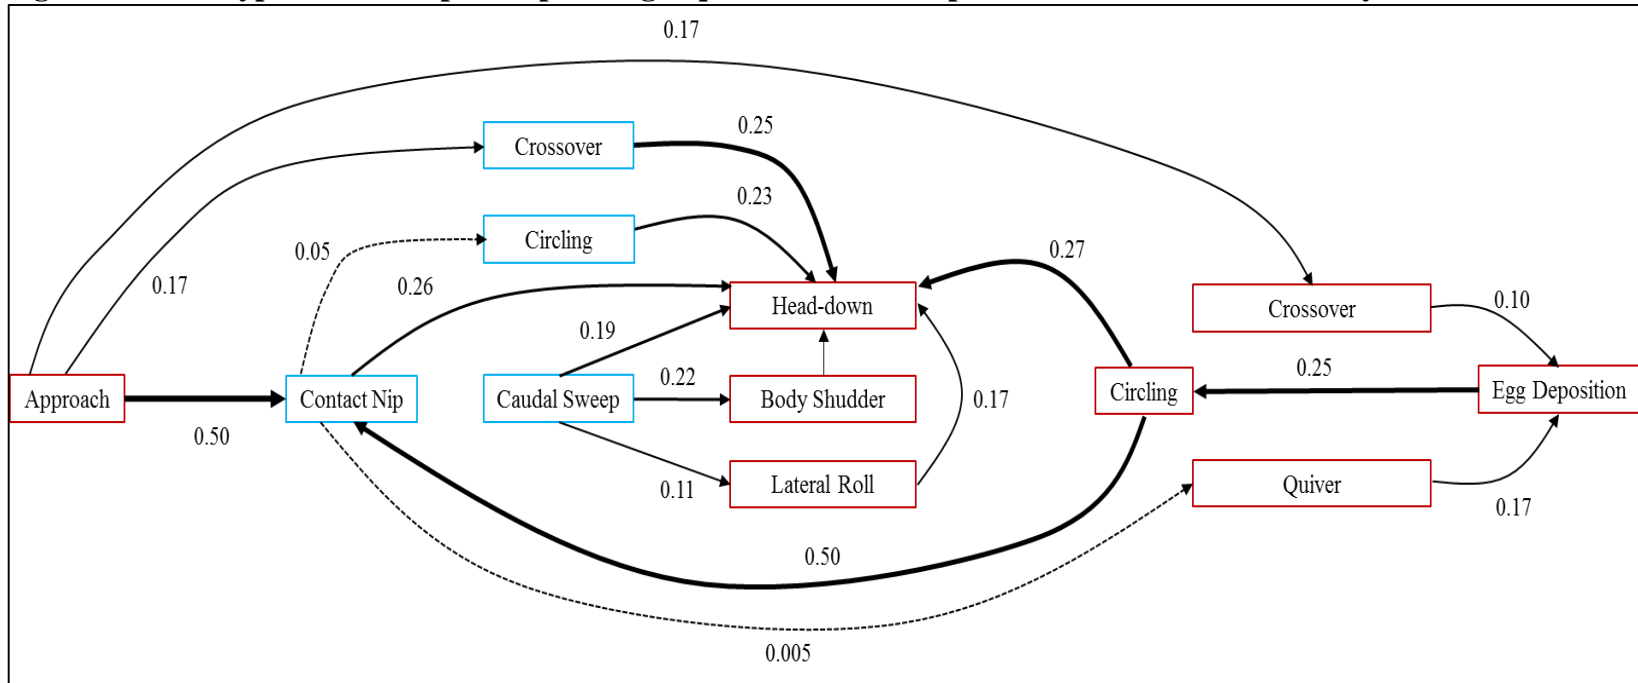 0.17
Crossover
0.25
0.23
Circling
0.05
0.17
0.26
0.27
Head-down
Crossover
0.10
0.19
0.25
Approach
Contact Nip
Caudal Sweep
0.22
Body Shudder
0.17
Circling
Egg Deposition
0.50
0.11
Lateral Roll
Quiver
0.17
0.50
0.005